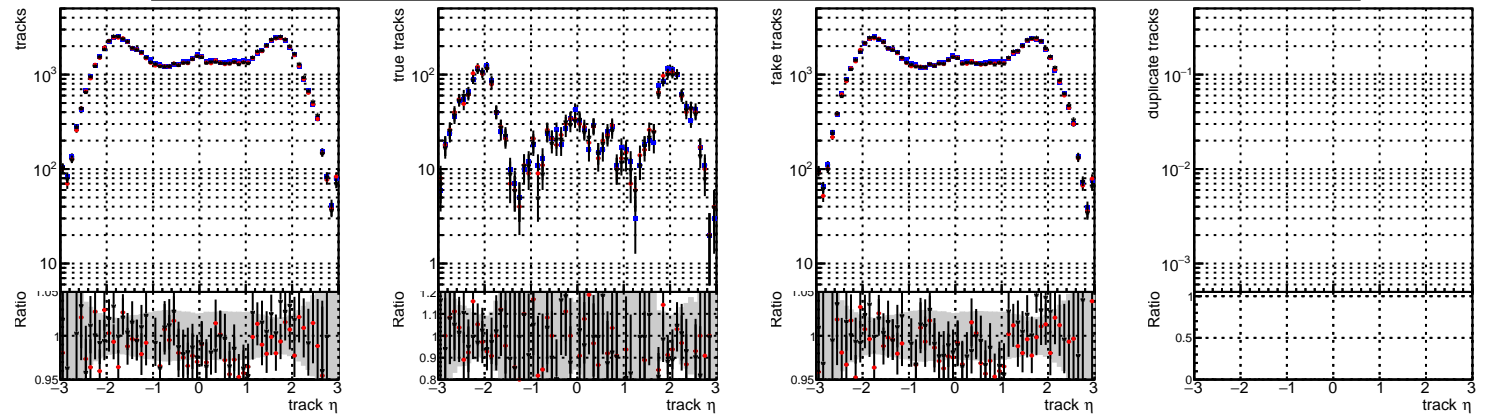 tracks
10³
10²
10
Ratio
1.05
1
0.95
−3 −2 −1 0 1 2 3
track η
true tracks
10²
10
1
Ratio
1.2
1.1
1
0.9
0.8
−3 −2 −1 0 1 2 3
track η
fake tracks
10³
10²
10
Ratio
1.05
1
0.95
−3 −2 −1 0 1 2 3
track η
duplicate tracks
10⁻¹
10⁻²
10⁻³
Ratio
1
0.5
0
−3 −2 −1 0 1 2 3
track η